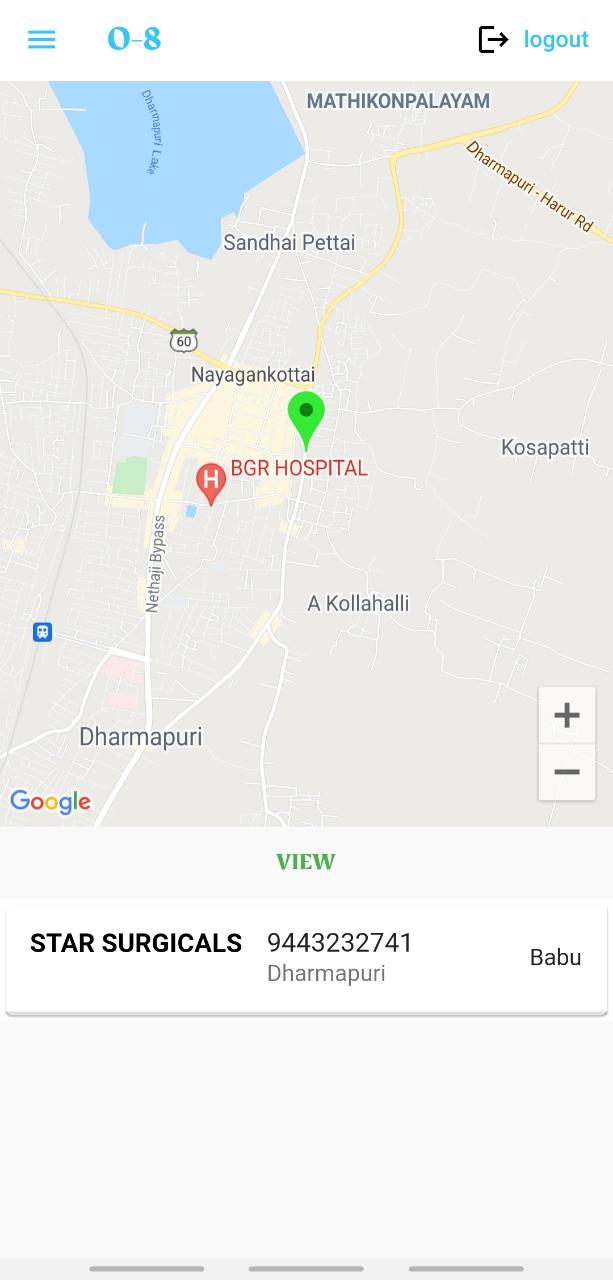 O-8
logout
MATHIKONPALAYAM
Dharmapuri Lake
Dharmapuri - Harur Rd
Sandhai Pettai
60
Nayagankottai
Kosapatti
H BGR HOSPITAL
Nethaji Bypass
A Kollahalli
Dharmapuri
Google
VIEW
STAR SURGICALS 9443232741
Dharmapuri
Babu